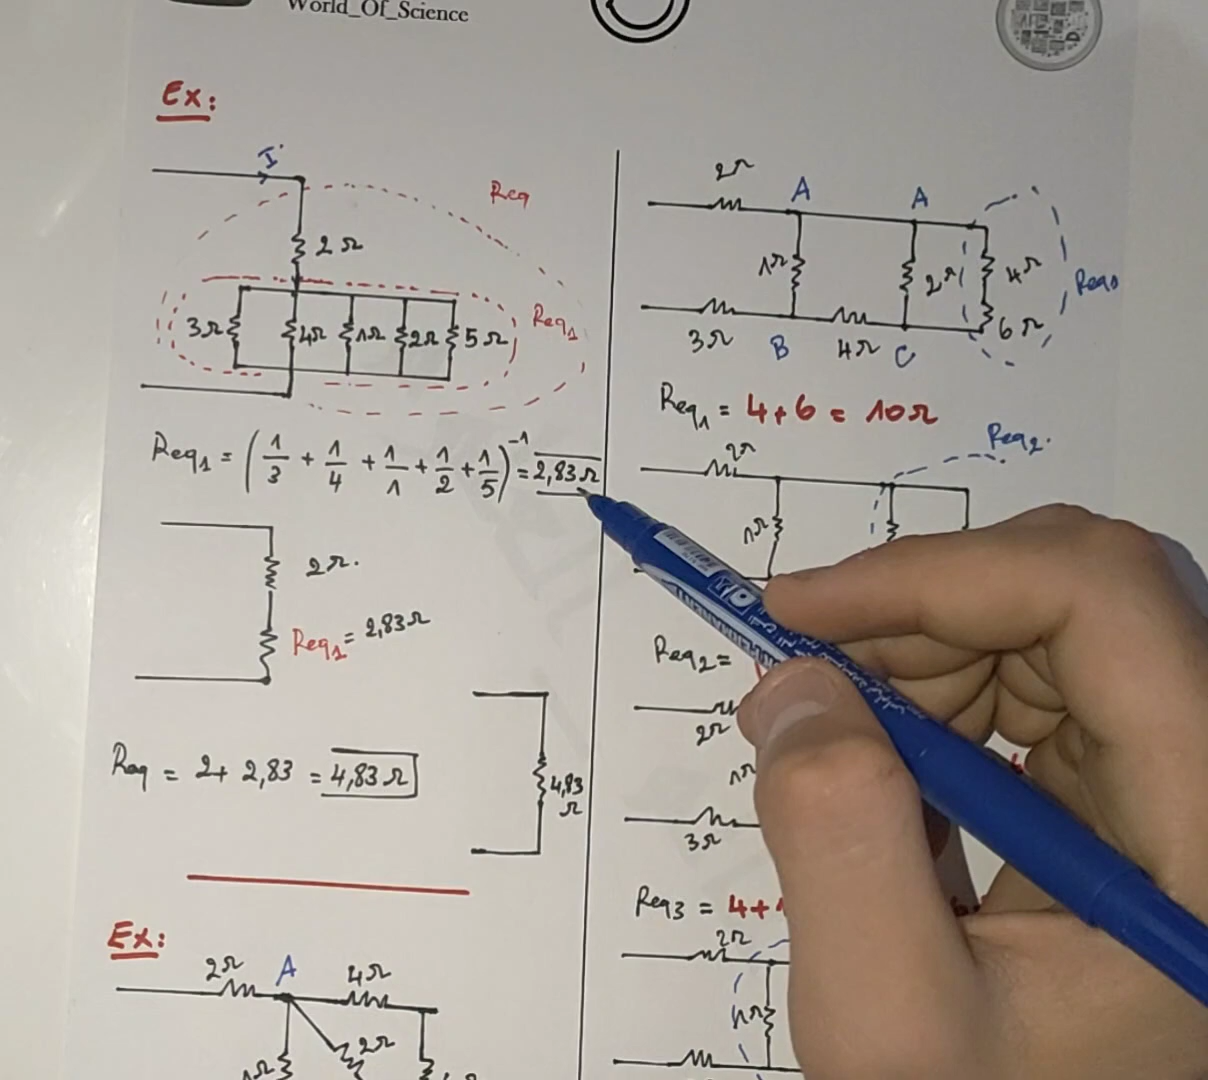 World_Of_Science
Ex:
I
Req
2Ω
Req1
3Ω 4Ω 1Ω 2Ω 5Ω
Req1 = (1/3 + 1/4 + 1/1 + 1/2 + 1/5)^-1 = 2,83Ω
2Ω.
Req1 = 2,83Ω
Req = 2+ 2,83 = 4,83Ω
4,83
Ω
Ex:
2Ω A 4Ω
2Ω
1Ω
2Ω A A
1Ω 2Ω 4Ω
6Ω
3Ω B 4Ω C
Req1 = 4+6 = 10Ω
Req2.
2Ω
1Ω
Req2 =
2Ω
1Ω
3Ω
Req3 = 4+
2Ω
1Ω